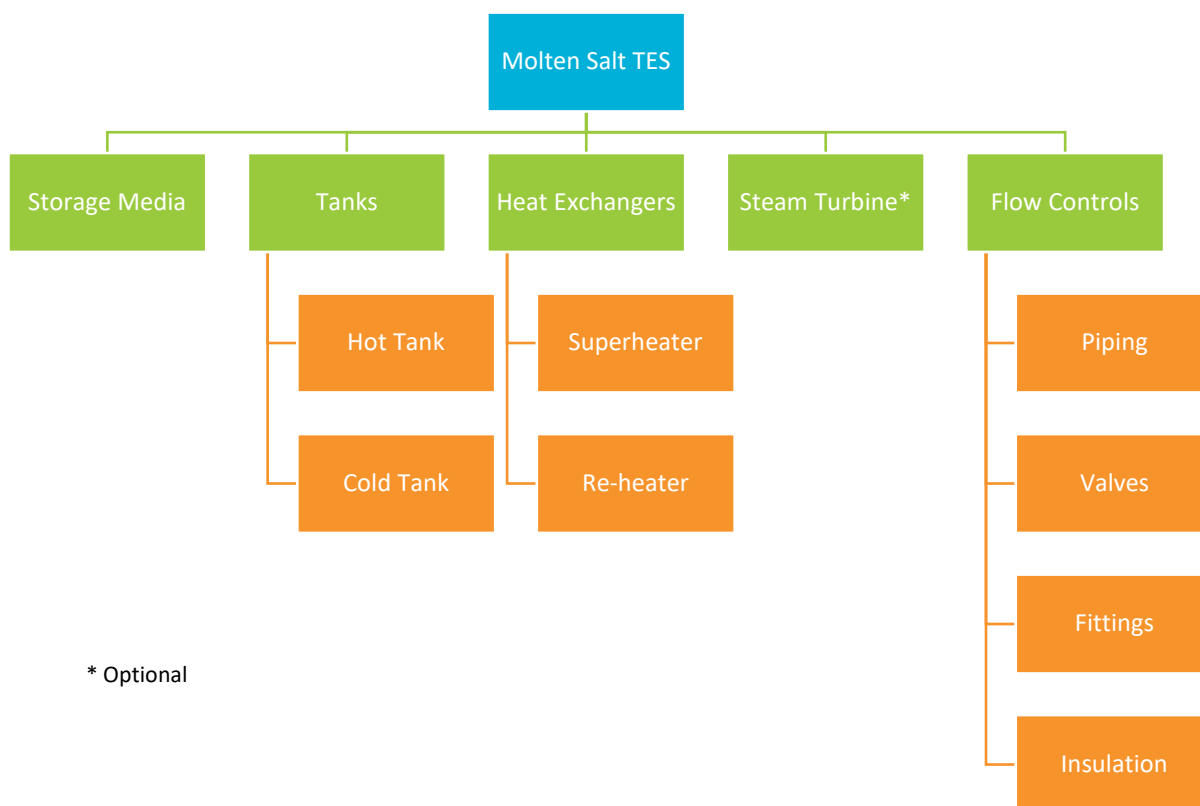 Molten Salt TES
Storage Media
Tanks
Heat Exchangers
Steam Turbine*
Flow Controls
Hot Tank
Superheater
Piping
Cold Tank
Re-heater
Valves
Fittings
* Optional
Insulation